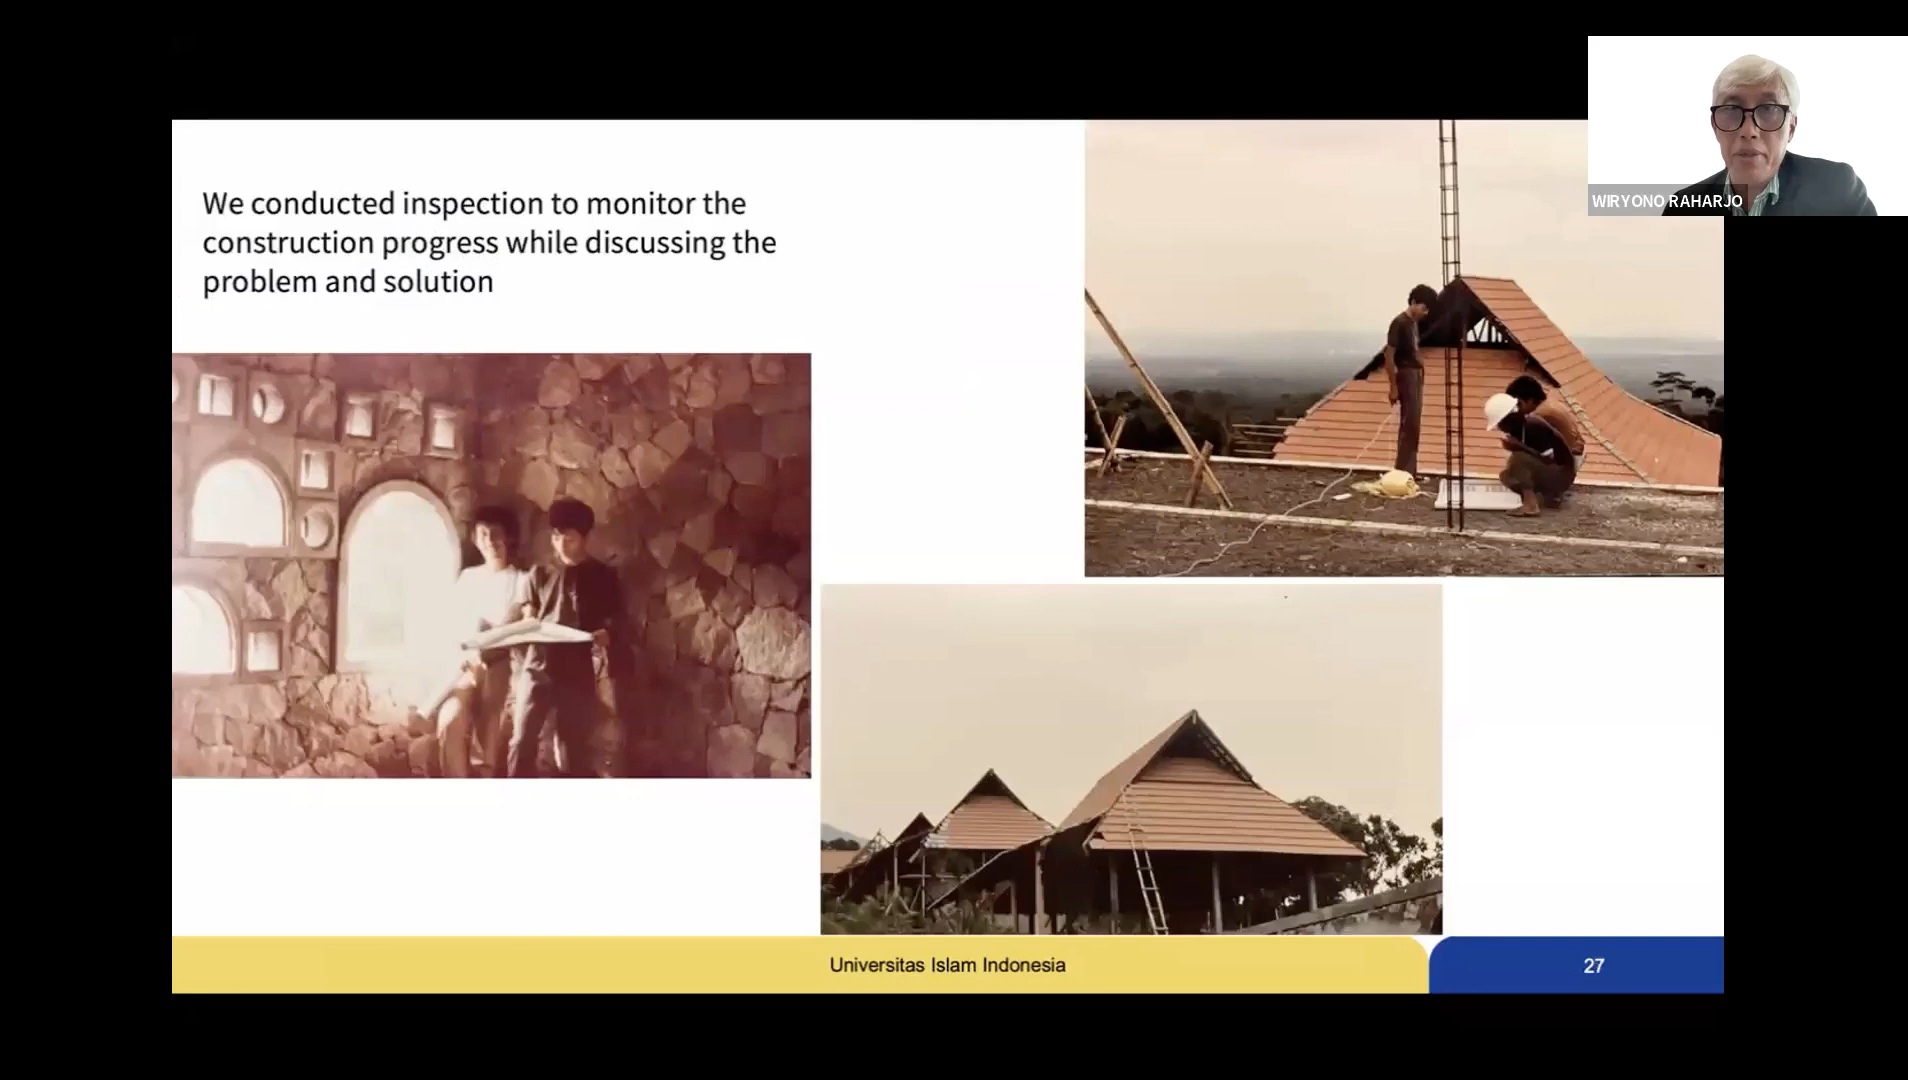 WIRYONO RAHARJO
We conducted inspection to monitor the
construction progress while discussing the
problem and solution
Universitas Islam Indonesia
27